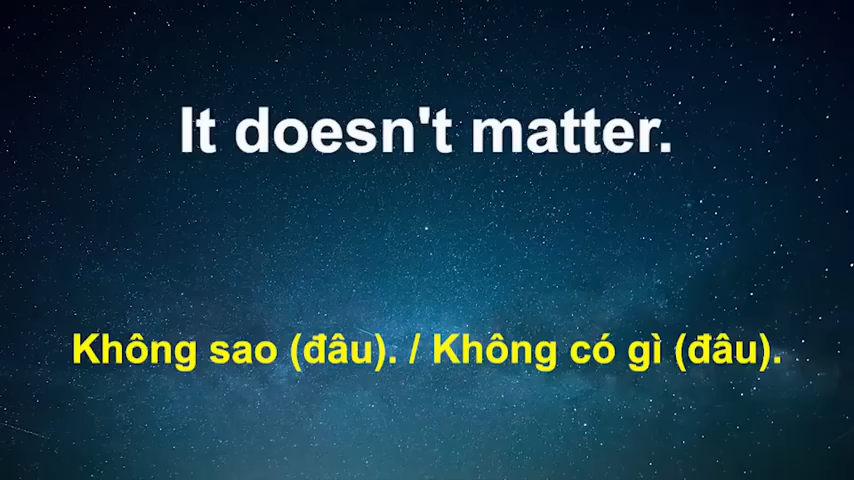 It doesn't matter.
Không sao (đâu). / Không có gì (đâu).